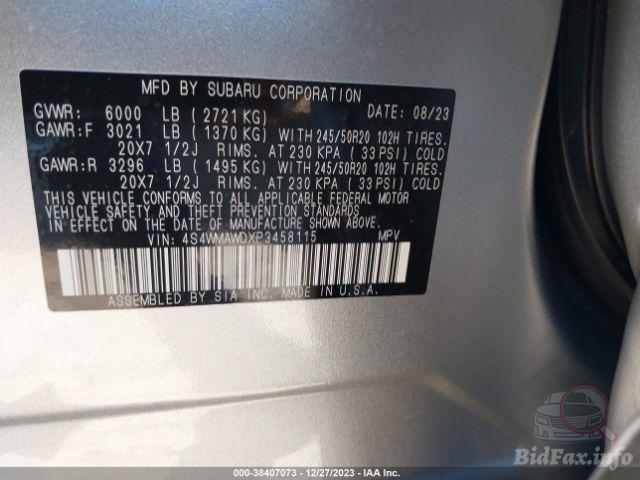 MFD BY SUBARU CORPORATION
GVWR: 6000 LB (2721 KG) DATE: 08/23
GAWR:F 3021 LB (1370 KG) WITH 245/50R20 102H TIRES.
20X7 1/2J RIMS. AT 230 KPA (33 PSI) COLD
GAWR:R 3296 LB (1495 KG) WITH 245/50R20 102H TIRES.
20X7 1/2J RIMS. AT 230 KPA (33 PSI) COLD
THIS VEHICLE CONFORMS TO ALL APPLICABLE FEDERAL MOTOR
VEHICLE SAFETY AND THEFT PREVENTION STANDARDS
IN EFFECT ON THE DATE OF MANUFACTURE SHOWN ABOVE.
VIN: 4S4WMAWDXP3458115 MPV
ASSEMBLED BY SIA INC. MADE IN U.S.A.
BidFax.info
000-38407073 - 12/27/2023 - IAA Inc.